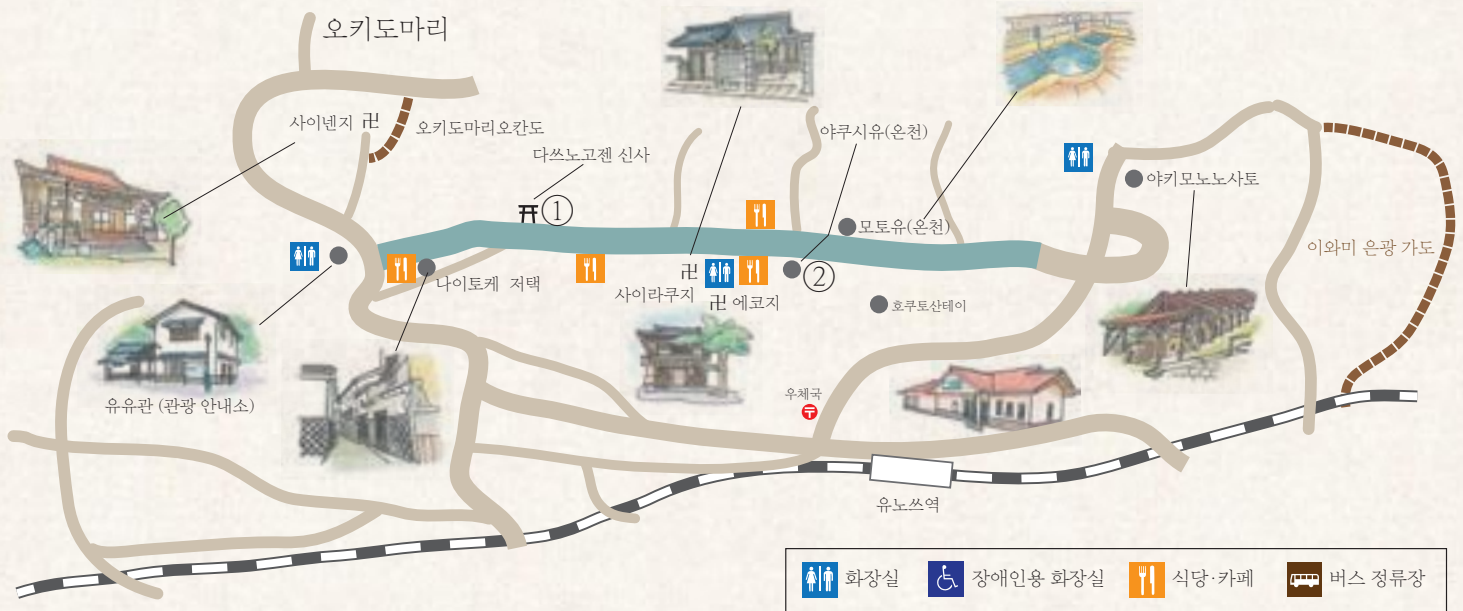 오키도마리
사이넨지 卍
오키도마리오칸도
다쓰노고젠 신사
①
야쿠시유(온천)
야키모노노사토
모토유(온천)
이와미 은광 가도
나이토케 저택
卍
사이라쿠지
卍 에코지
②
호쿠토산테이
유유관 (관광 안내소)
우체국
〒
유노쓰역
화장실
장애인용 화장실
식당·카페
버스 정류장